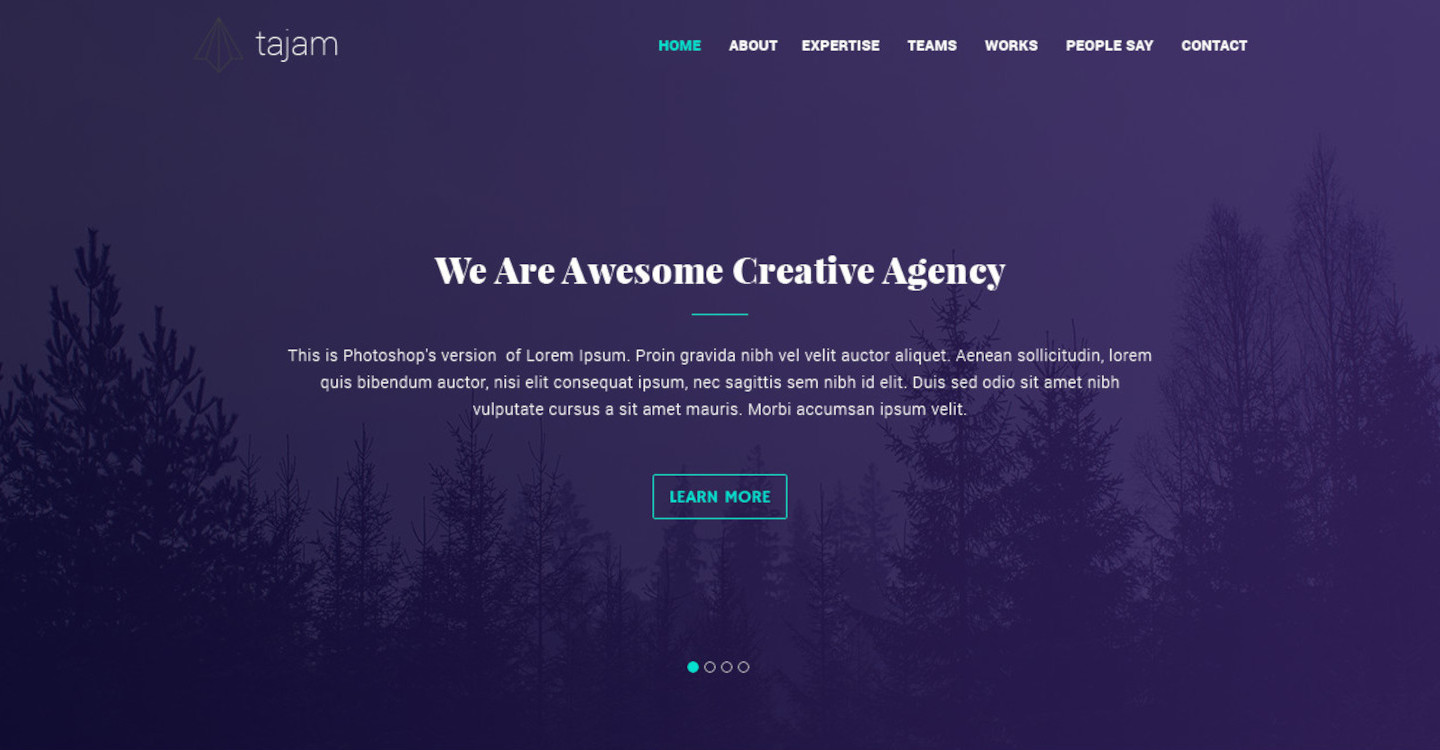 tajam
HOME ABOUT EXPERTISE TEAMS WORKS PEOPLE SAY CONTACT
We Are Awesome Creative Agency
This is Photoshop's version  of Lorem Ipsum. Proin gravida nibh vel velit auctor aliquet. Aenean sollicitudin, lorem
quis bibendum auctor, nisi elit consequat ipsum, nec sagittis sem nibh id elit. Duis sed odio sit amet nibh
vulputate cursus a sit amet mauris. Morbi accumsan ipsum velit.
LEARN MORE